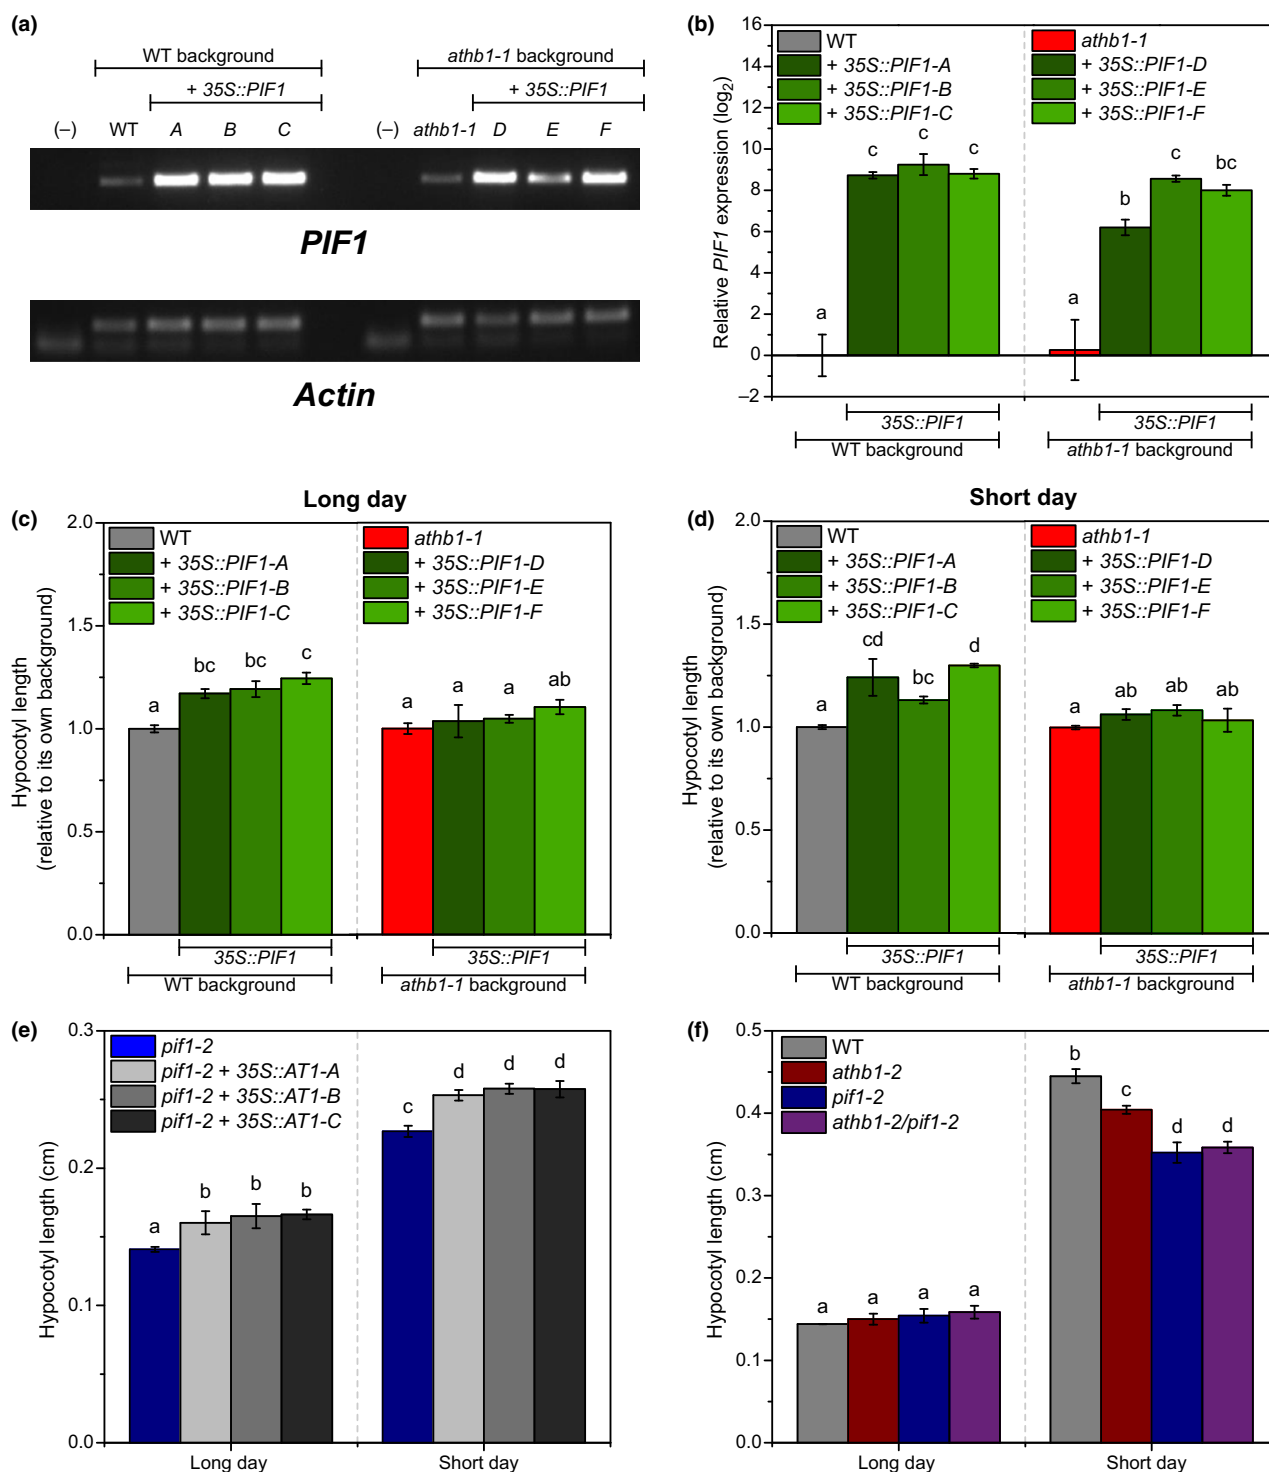 (a)
WT background
athb1-1 background
+ 35S::PIF1
+ 35S::PIF1
(–) WT A B C (–) athb1-1 D E F
PIF1
Actin
(b)
Relative PIF1 expression (log2)
16
14
12
10
8
6
4
2
0
–2
WT
+ 35S::PIF1-A
+ 35S::PIF1-B
+ 35S::PIF1-C
athb1-1
+ 35S::PIF1-D
+ 35S::PIF1-E
+ 35S::PIF1-F
a c c c a b c bc
35S::PIF1
35S::PIF1
WT background
athb1-1 background
(c)
Long day
Hypocotyl length
(relative to its own background)
2.0
1.5
1.0
0.5
0.0
WT
+ 35S::PIF1-A
+ 35S::PIF1-B
+ 35S::PIF1-C
athb1-1
+ 35S::PIF1-D
+ 35S::PIF1-E
+ 35S::PIF1-F
a bc bc c a a a ab
35S::PIF1
35S::PIF1
WT background
athb1-1 background
(d)
Short day
Hypocotyl length
(relative to its own background)
2.0
1.5
1.0
0.5
0.0
WT
+ 35S::PIF1-A
+ 35S::PIF1-B
+ 35S::PIF1-C
athb1-1
+ 35S::PIF1-D
+ 35S::PIF1-E
+ 35S::PIF1-F
a cd bc d a ab ab ab
35S::PIF1
35S::PIF1
WT background
athb1-1 background
(e)
Hypocotyl length (cm)
0.3
0.2
0.1
0.0
pif1-2
pif1-2 + 35S::AT1-A
pif1-2 + 35S::AT1-B
pif1-2 + 35S::AT1-C
a b b b c d d d
Long day
Short day
(f)
Hypocotyl length (cm)
0.5
0.4
0.3
0.2
0.1
0.0
WT
athb1-2
pif1-2
athb1-2/pif1-2
a a a a b c d d
Long day
Short day